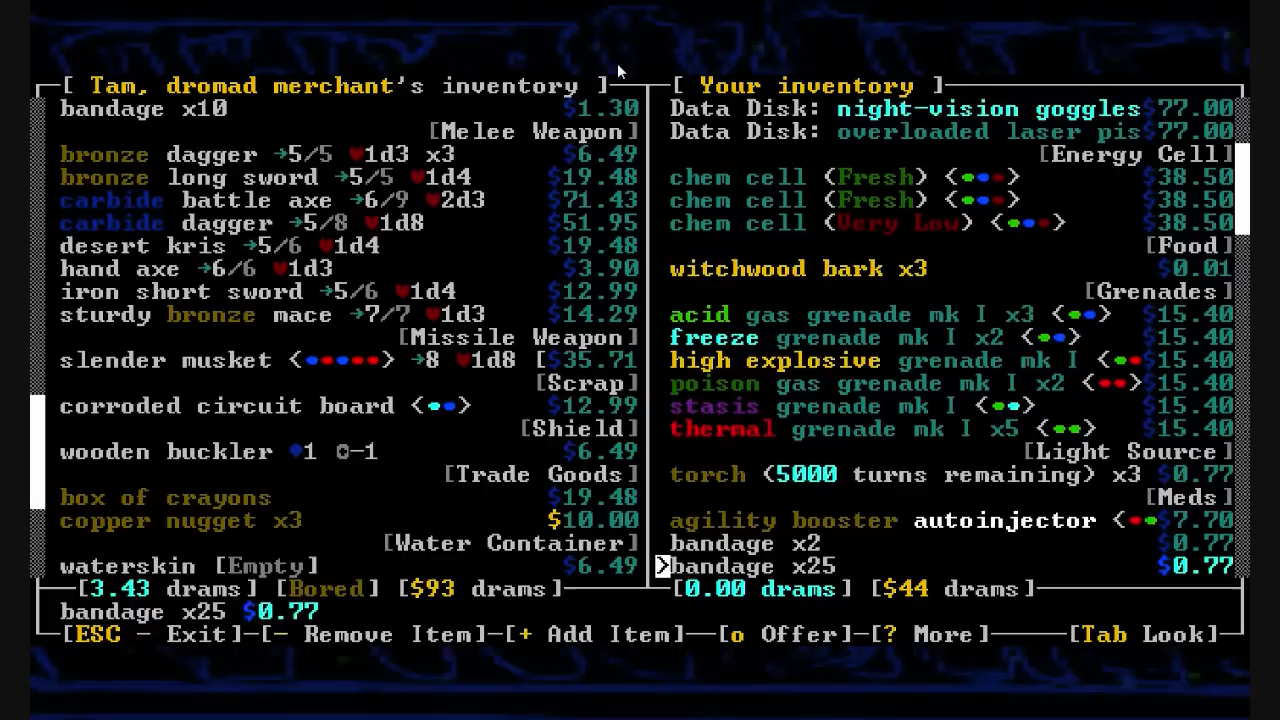 [ Tam, dromad merchant's inventory ]
bandage x10 $1.30
[Melee Weapon]
bronze dagger →5/5 ♥1d3 x3 $6.49
bronze long sword →5/5 ♥1d4 $19.48
carbide battle axe →6/9 ♥2d3 $71.43
carbide dagger →5/8 ♥1d8 $51.95
desert kris →5/6 ♥1d4 $19.48
hand axe →6/6 ♥1d3 $3.90
iron short sword →5/6 ♥1d4 $12.99
sturdy bronze mace →7/7 ♥1d3 $14.29
[Missile Weapon]
slender musket <•••••> →8 ♥1d8 [$35.71
[Scrap]
corroded circuit board <••> $12.99
[Shield]
wooden buckler ♦1 O-1 $6.49
[Trade Goods]
box of crayons $19.48
copper nugget x3 $10.00
[Water Container]
waterskin [Empty] $6.49
[3.43 drams] [Bored] [$93 drams]
[ Your inventory ]
Data Disk: night-vision goggles $77.00
Data Disk: overloaded laser pis $77.00
[Energy Cell]
chem cell (Fresh) <•••> $38.50
chem cell (Fresh) <•••> $38.50
chem cell (Very Low) <•••> $38.50
[Food]
witchwood bark x3 $0.01
[Grenades]
acid gas grenade mk I x3 <••> $15.40
freeze grenade mk I x2 <••> $15.40
high explosive grenade mk I <•• $15.40
poison gas grenade mk I x2 <••> $15.40
stasis grenade mk I <••> $15.40
thermal grenade mk I x5 <••> $15.40
[Light Source]
torch (5000 turns remaining) x3 $0.77
[Meds]
agility booster autoinjector <•• $7.70
bandage x2 $0.77
>bandage x25 $0.77
[0.00 drams] [$44 drams]
bandage x25 $0.77
[ESC - Exit] [- Remove Item] [+ Add Item] [o Offer] [? More] [Tab Look]